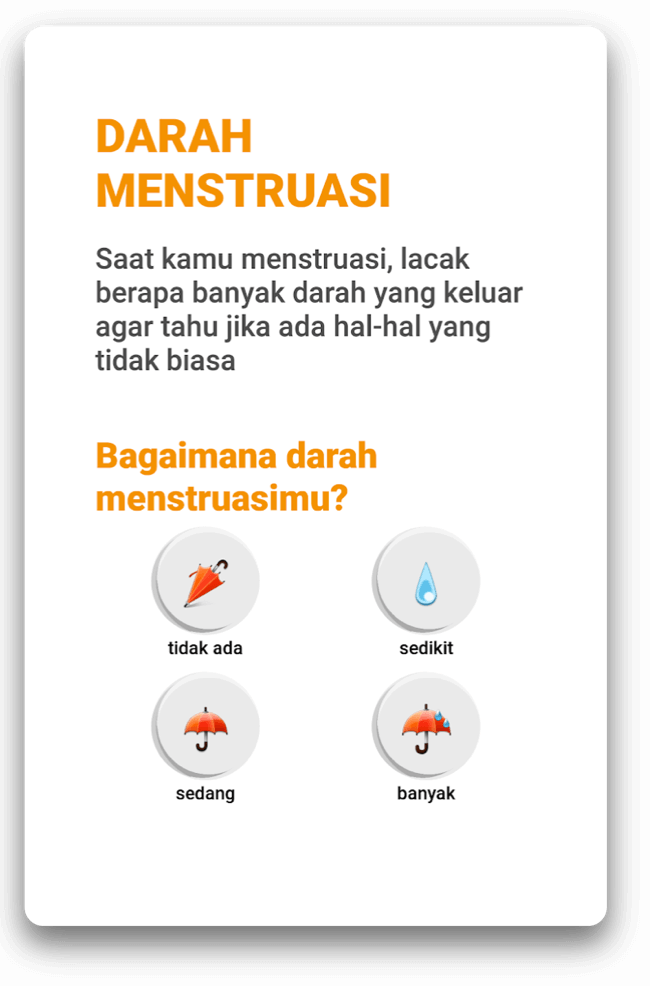 DARAH
MENSTRUASI
Saat kamu menstruasi, lacak
berapa banyak darah yang keluar
agar tahu jika ada hal-hal yang
tidak biasa
Bagaimana darah
menstruasimu?
tidak ada
sedikit
sedang
banyak